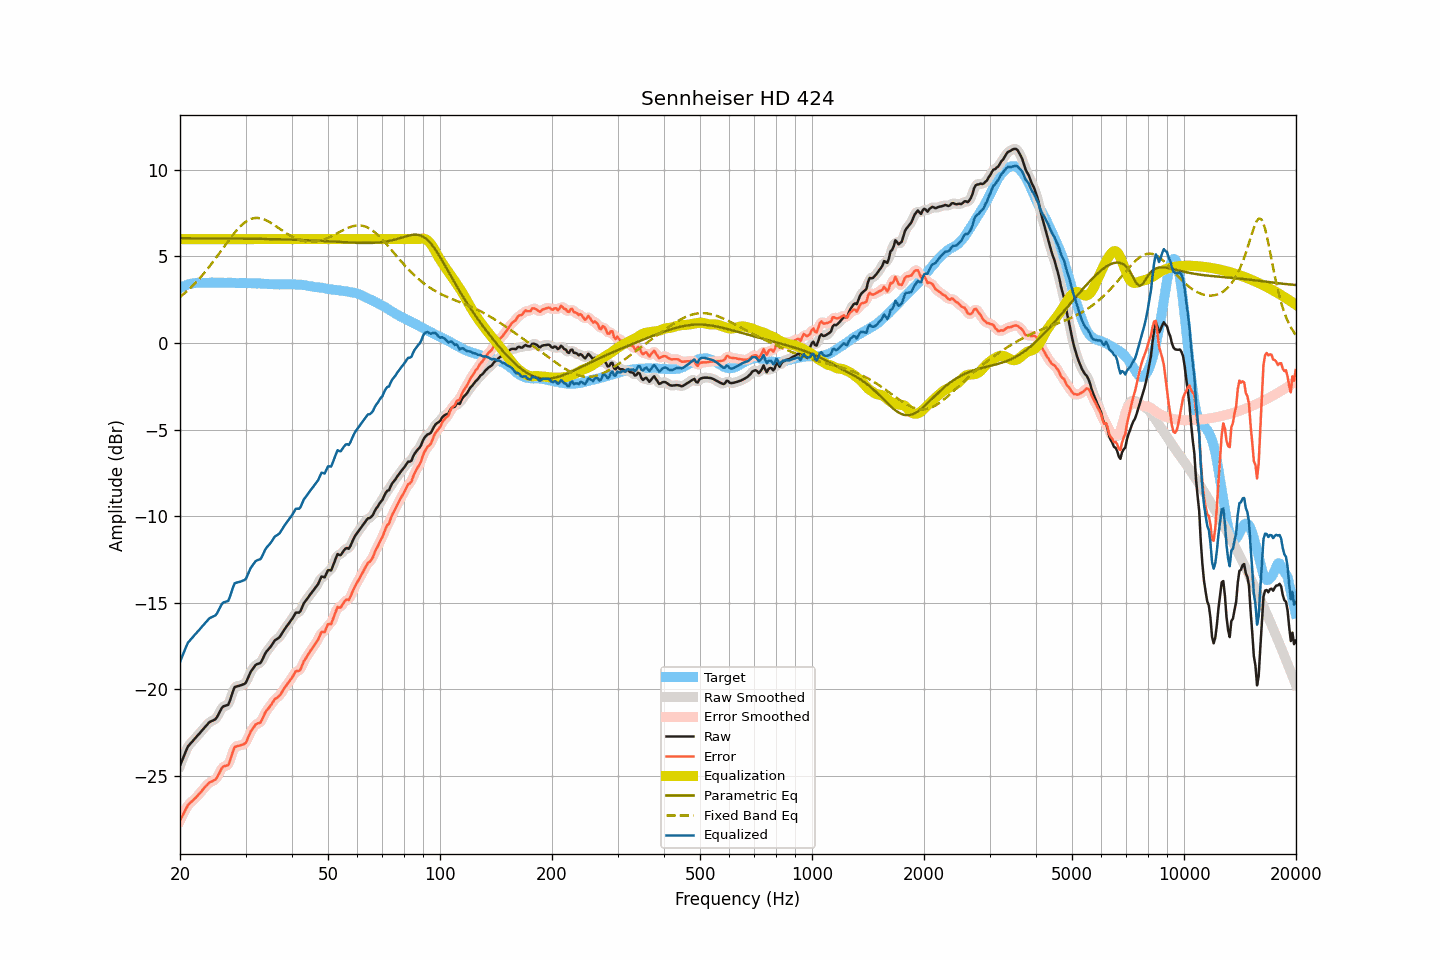 Sennheiser HD 424
Amplitude (dBr)
10
5
0
−5
−10
−15
−20
−25
Target
Raw Smoothed
Error Smoothed
Raw
Error
Equalization
Parametric Eq
Fixed Band Eq
Equalized
20 50 100 200 500 1000 2000 5000 10000 20000
Frequency (Hz)